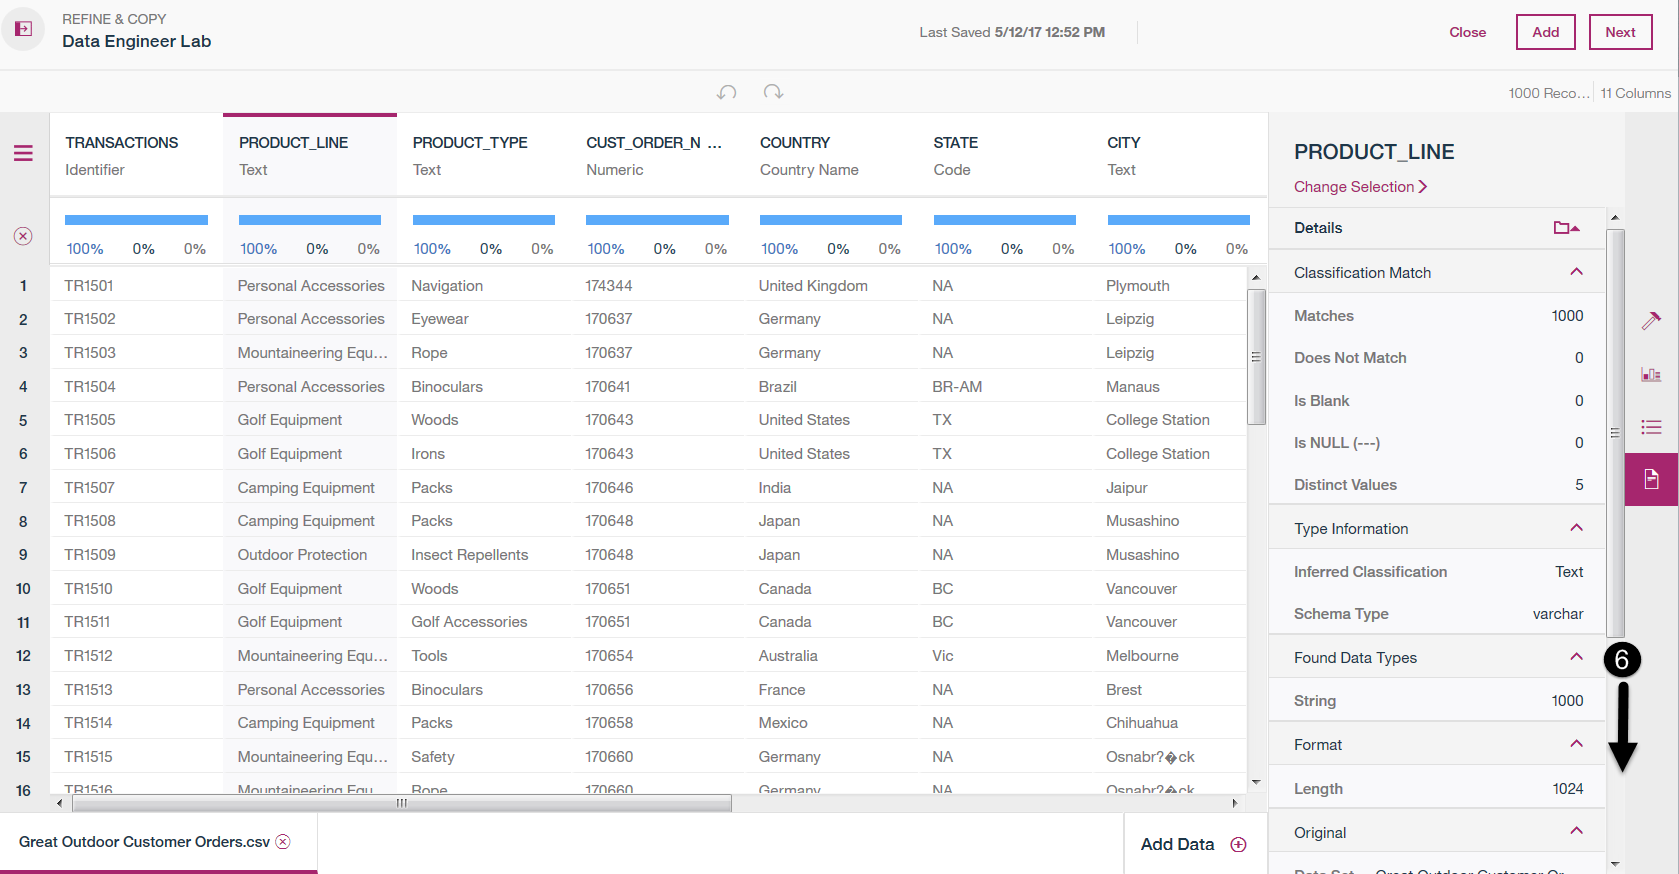 REFINE & COPY
Data Engineer Lab
Last Saved 5/12/17 12:52 PM
Close
Add
Next
1000 Reco... 11 Columns
TRANSACTIONS PRODUCT_LINE PRODUCT_TYPE CUST_ORDER_N ... COUNTRY STATE CITY
Identifier Text Text Numeric Country Name Code Text
100% 0% 0% 100% 0% 0% 100% 0% 0% 100% 0% 0% 100% 0% 0% 100% 0% 0% 100% 0% 0%
1 TR1501 Personal Accessories Navigation 174344 United Kingdom NA Plymouth
2 TR1502 Personal Accessories Eyewear 170637 Germany NA Leipzig
3 TR1503 Mountaineering Equ... Rope 170637 Germany NA Leipzig
4 TR1504 Personal Accessories Binoculars 170641 Brazil BR-AM Manaus
5 TR1505 Golf Equipment Woods 170643 United States TX College Station
6 TR1506 Golf Equipment Irons 170643 United States TX College Station
7 TR1507 Camping Equipment Packs 170646 India NA Jaipur
8 TR1508 Camping Equipment Packs 170648 Japan NA Musashino
9 TR1509 Outdoor Protection Insect Repellents 170648 Japan NA Musashino
10 TR1510 Golf Equipment Woods 170651 Canada BC Vancouver
11 TR1511 Golf Equipment Golf Accessories 170651 Canada BC Vancouver
12 TR1512 Mountaineering Equ... Tools 170654 Australia Vic Melbourne
13 TR1513 Personal Accessories Binoculars 170656 France NA Brest
14 TR1514 Camping Equipment Packs 170658 Mexico NA Chihuahua
15 TR1515 Mountaineering Equ... Safety 170660 Germany NA Osnabr?�ck
16 TR1516 Mountaineering Equ... Rope 170660 Germany NA Osnabr?�ck
Great Outdoor Customer Orders.csv
Add Data
PRODUCT_LINE
Change Selection
Details
Classification Match
Matches 1000
Does Not Match 0
Is Blank 0
Is NULL (---) 0
Distinct Values 5
Type Information
Inferred Classification Text
Schema Type varchar
Found Data Types
String 1000
Format
Length 1024
Original
Data Set Great Outdoor Customer Or...
6